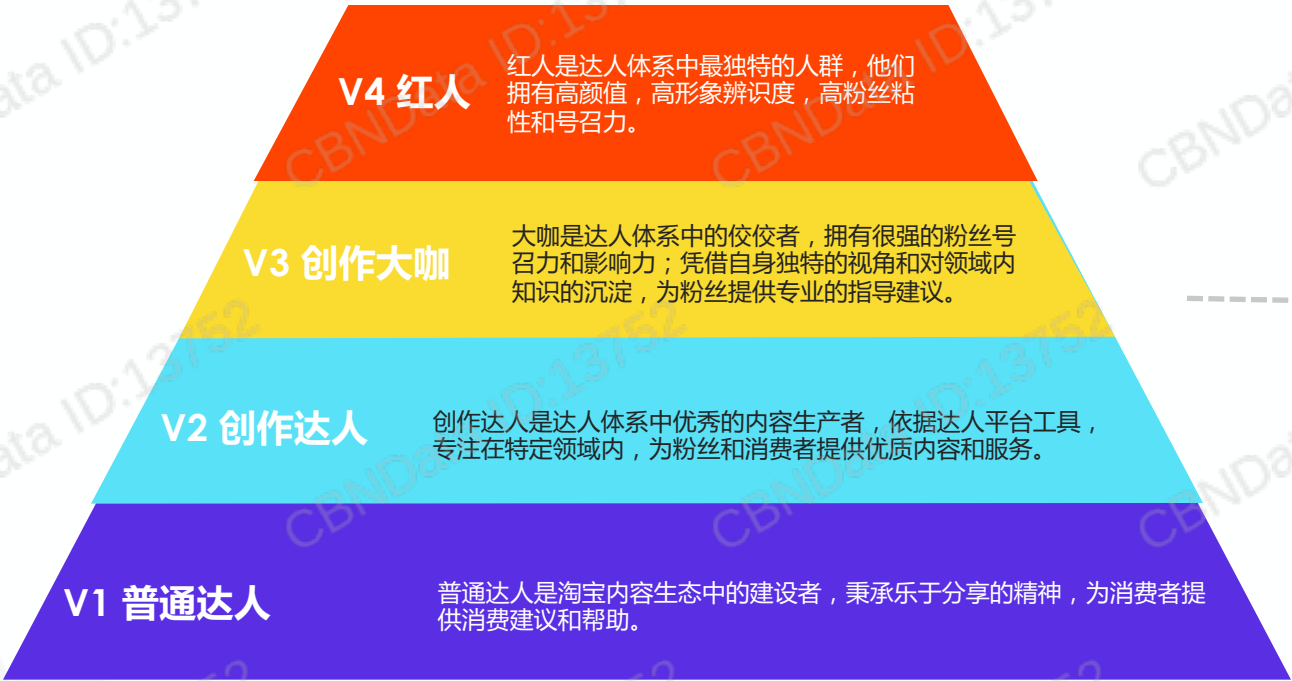 V4 红人
红人是达人体系中最独特的人群，他们
拥有高颜值，高形象辨识度，高粉丝粘
性和号召力。
V3 创作大咖
大咖是达人体系中的佼佼者，拥有很强的粉丝号
召力和影响力；凭借自身独特的视角和对领域内
知识的沉淀，为粉丝提供专业的指导建议。
V2 创作达人
创作达人是达人体系中优秀的内容生产者，依据达人平台工具，
专注在特定领域内，为粉丝和消费者提供优质内容和服务。
V1 普通达人
普通达人是淘宝内容生态中的建设者，秉承乐于分享的精神，为消费者提
供消费建议和帮助。
CBNData ID:13752